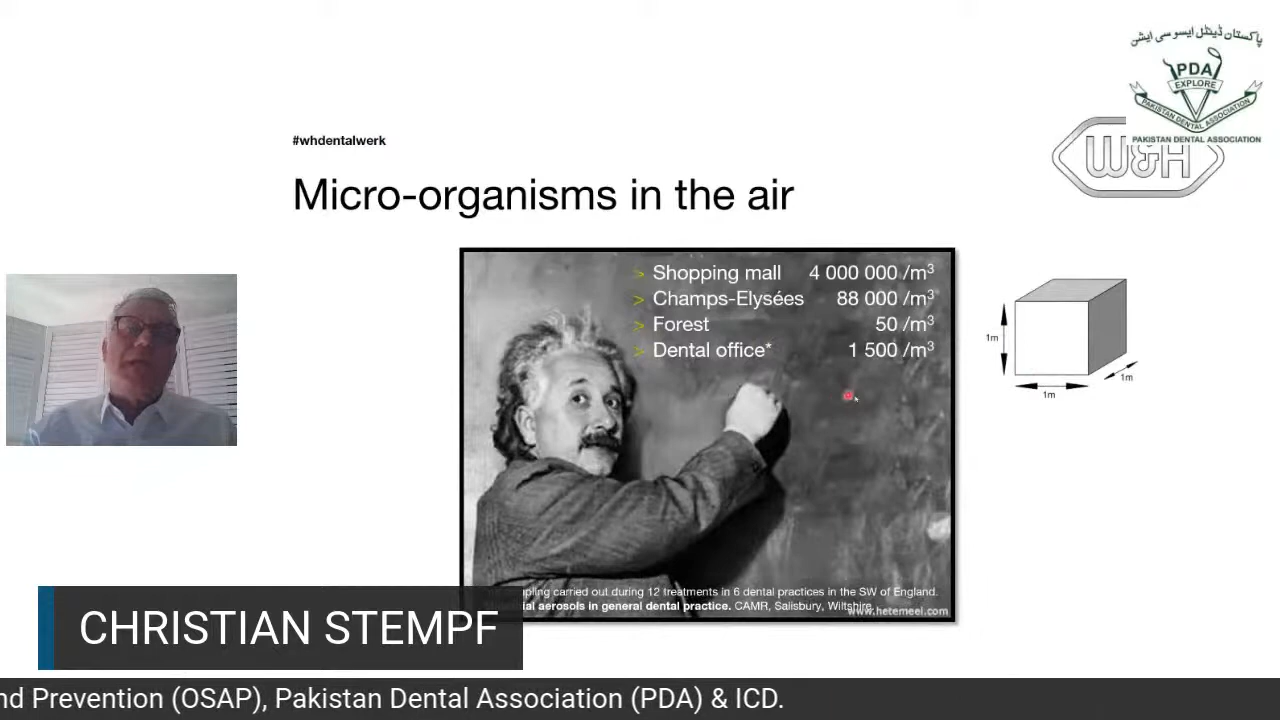 پاکستان ڈینٹل ایسوسی ایشن
PDA
EXPLORE
PAKISTAN DENTAL ASSOCIATION
PAKISTAN DENTAL ASSOCIATION
W&H
#whdentalwerk
Micro-organisms in the air
> Shopping mall 4 000 000 /m³
> Champs-Elysées 88 000 /m³
> Forest 50 /m³
> Dental office* 1 500 /m³
1m
1m
1m
carried out during 12 treatments in 6 dental practices in the SW of England.
aerosols in general dental practice. CAMR, Salisbury, Wiltshire
www.hetemeel.com
CHRISTIAN STEMPF
Prevention (OSAP), Pakistan Dental Association (PDA) & ICD.